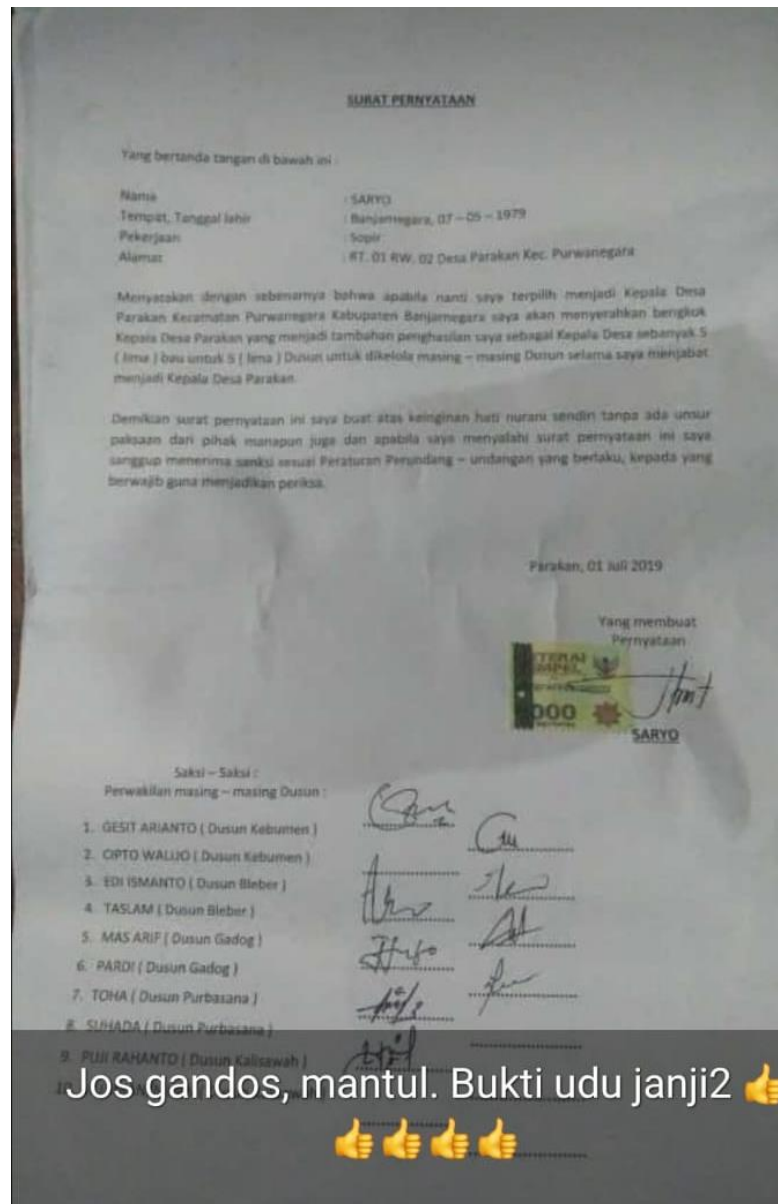 SURAT PERNYATAAN
Yang bertanda tangan di bawah ini :
Nama : SARYO
Tempat, Tanggal lahir : Banjarnegara, 07 – 05 – 1979
Pekerjaan : Sopir
Alamat : RT. 01 RW. 02 Desa Parakan Kec. Purwanegara
Menyatakan dengan sebenarnya bahwa apabila nanti saya terpilih menjadi Kepala Desa
Parakan Kecamatan Purwanegara Kabupaten Banjarnegara saya akan menyerahkan bengkok
Kepala Desa Parakan yang menjadi tambahan penghasilan saya sebagai Kepala Desa sebanyak 5
( lima ) bau untuk 5 ( lima ) Dusun untuk dikelola masing – masing Dusun selama saya menjabat
menjadi Kepala Desa Parakan.
Demikian surat pernyataan ini saya buat atas keinginan hati nurani sendiri tanpa ada unsur
paksaan dari pihak manapun juga dan apabila saya menyalahi surat pernyataan ini saya
sanggup menerima sanksi sesuai Peraturan Perundang – undangan yang berlaku, kepada yang
berwajib guna menjadikan periksa.
Parakan, 01 Juli 2019
Yang membuat
Pernyataan
TERAI
EMPEL
000
SARYO
Saksi – Saksi :
Perwakilan masing – masing Dusun :
1. GESIT ARIANTO ( Dusun Kebumen )
2. CIPTO WALIJO ( Dusun Kebumen )
3. EDI ISMANTO ( Dusun Bleber )
4. TASLAM ( Dusun Bleber )
5. MAS ARIF ( Dusun Gadog )
6. PARDI ( Dusun Gadog )
7. TOHA ( Dusun Purbasana )
8. SUHADA ( Dusun Purbasana )
9. PUJI RAHANTO ( Dusun Kalisawah )
Jos gandos, mantul. Bukti udu janji2 👍
👍👍👍👍